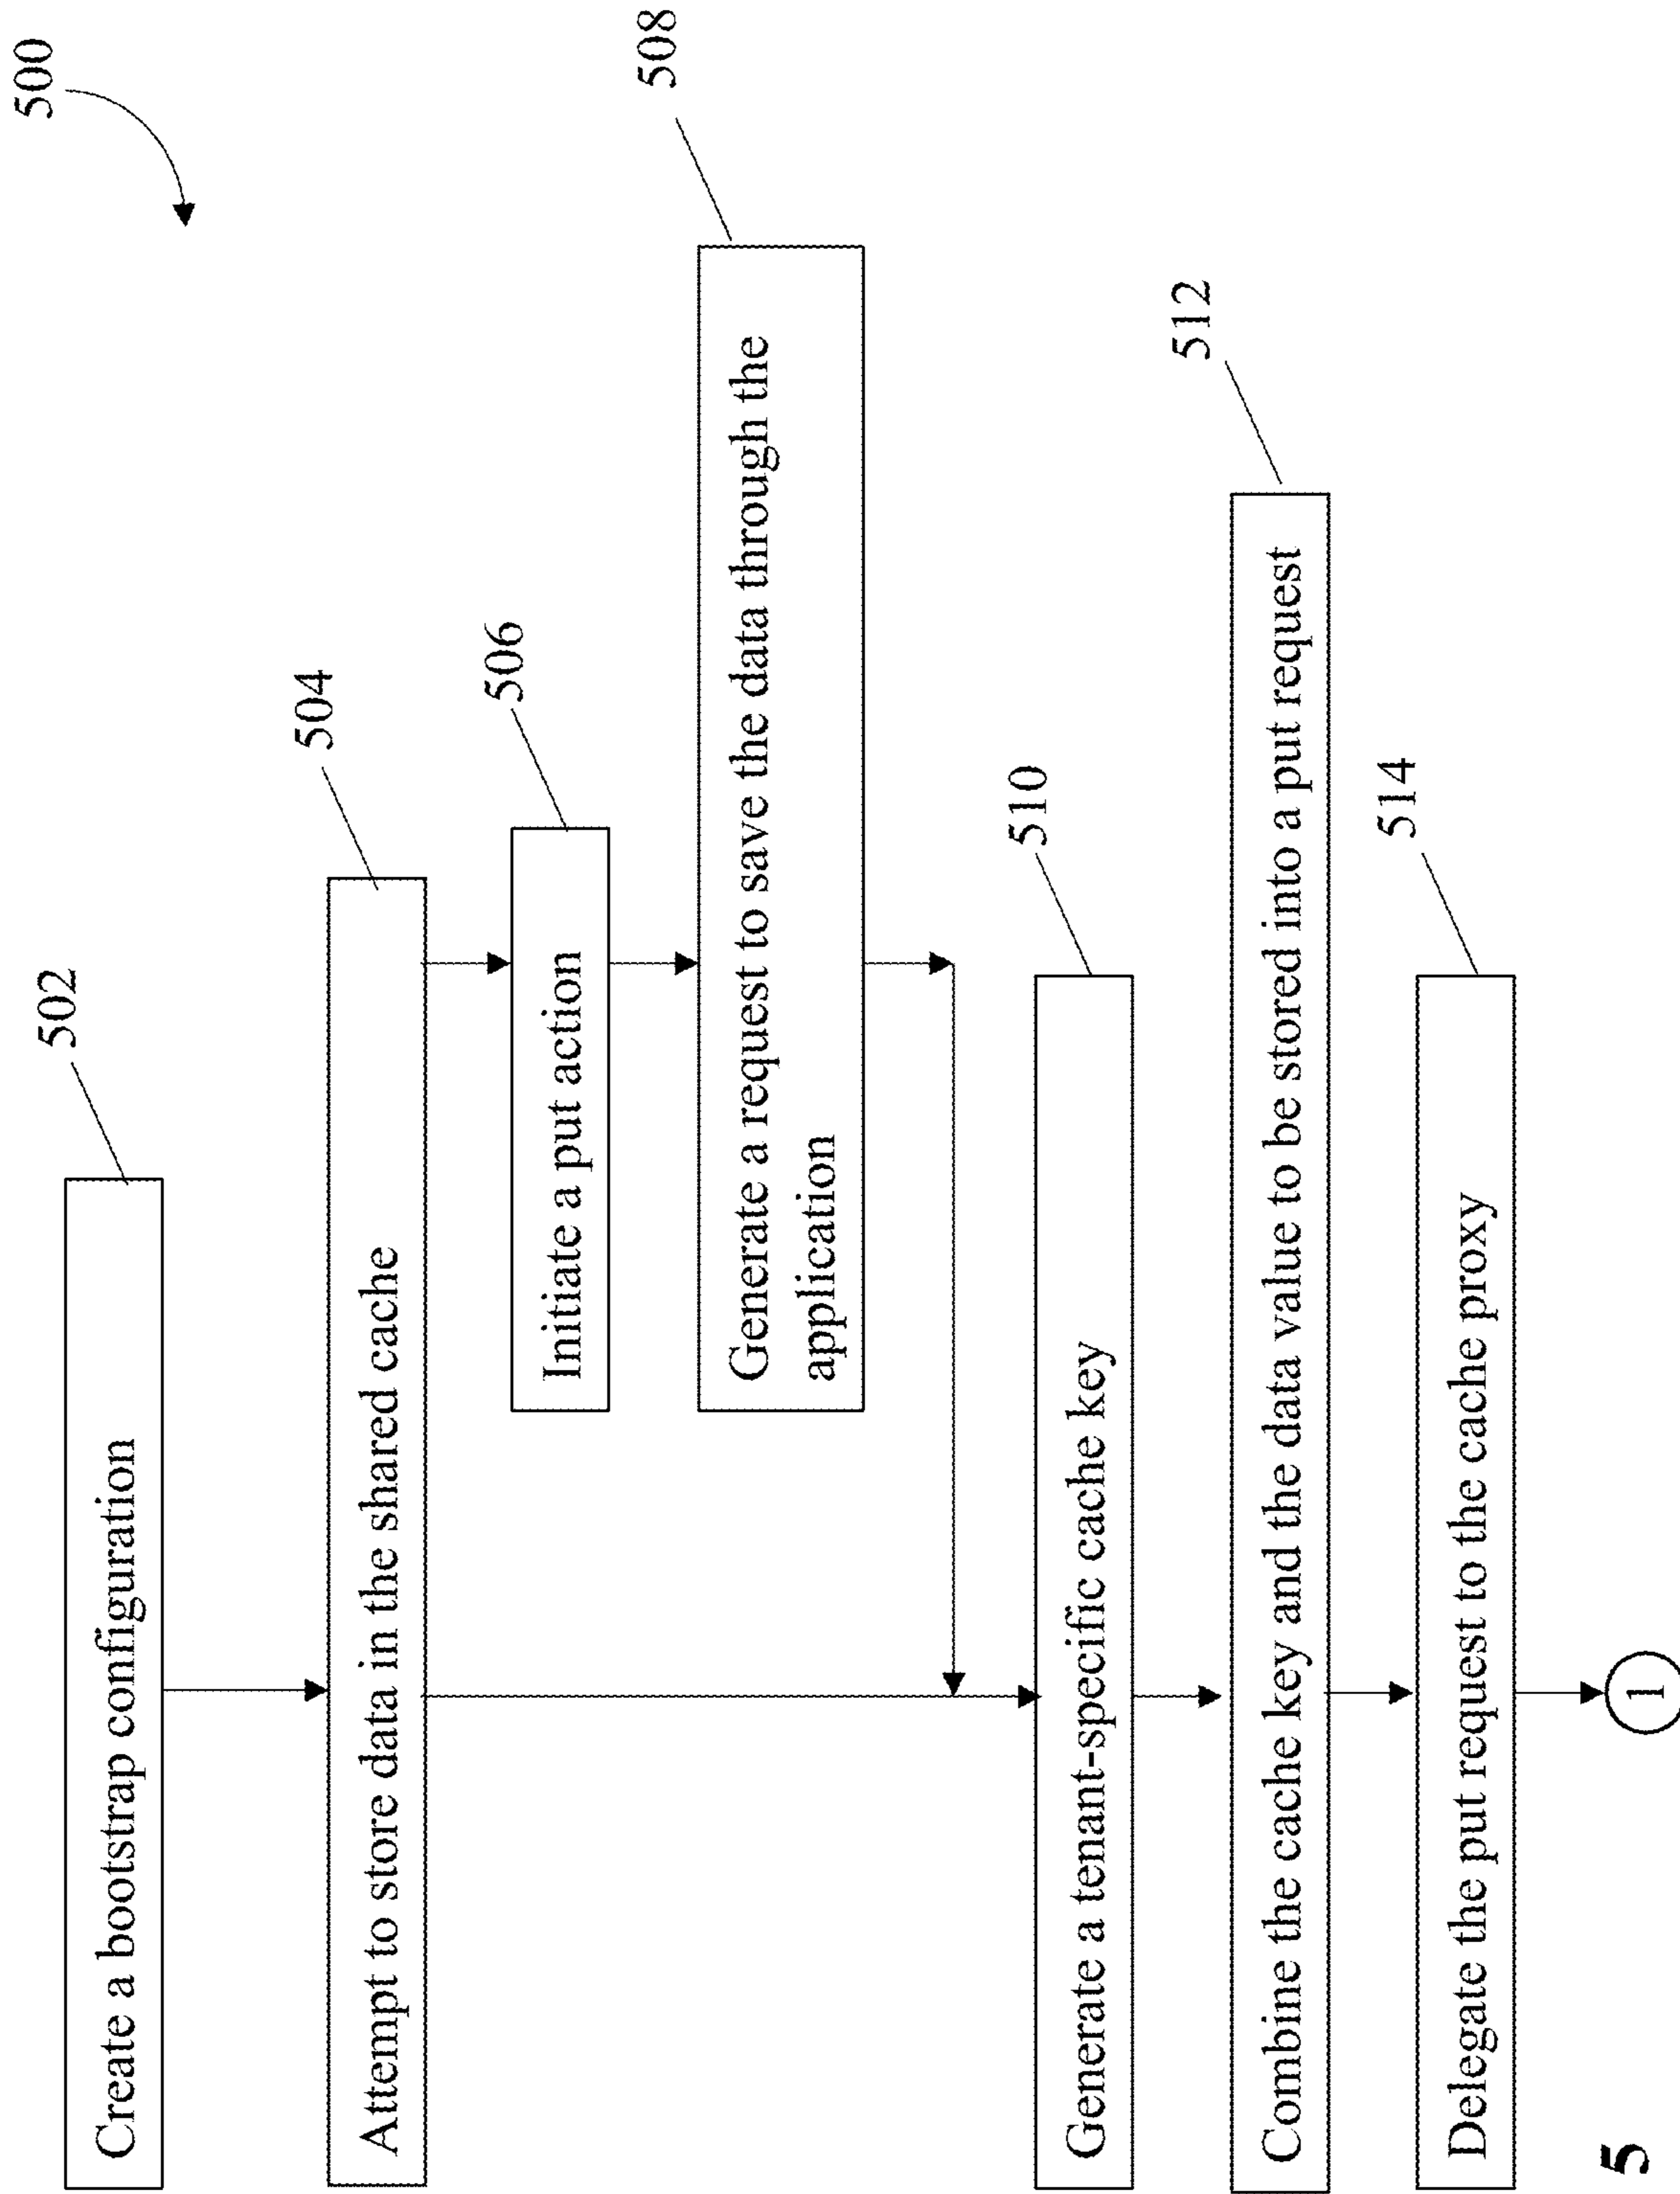 500
502
Create a bootstrap configuration
504
Attempt to store data in the shared cache
506
Initiate a put action
508
Generate a request to save the data through the
application
510
Generate a tenant-specific cache key
512
Combine the cache key and the data value to be stored into a put request
514
Delegate the put request to the cache proxy
1
5